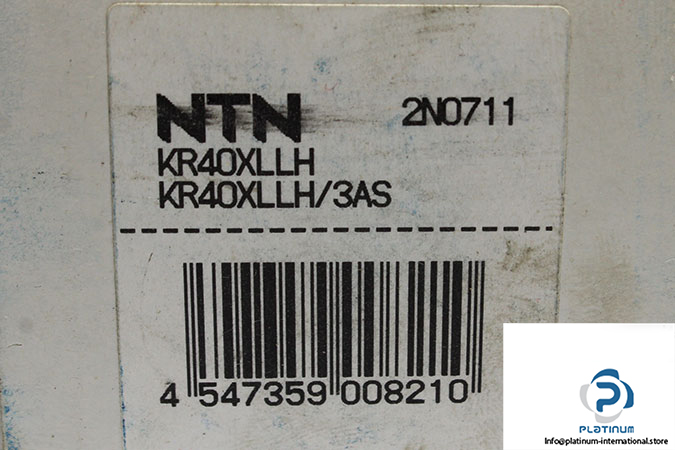 NTN 2N0711
KR40XLLH
KR40XLLH/3AS
4 547359 008210
PLATINUM
Info@platinum-international.store